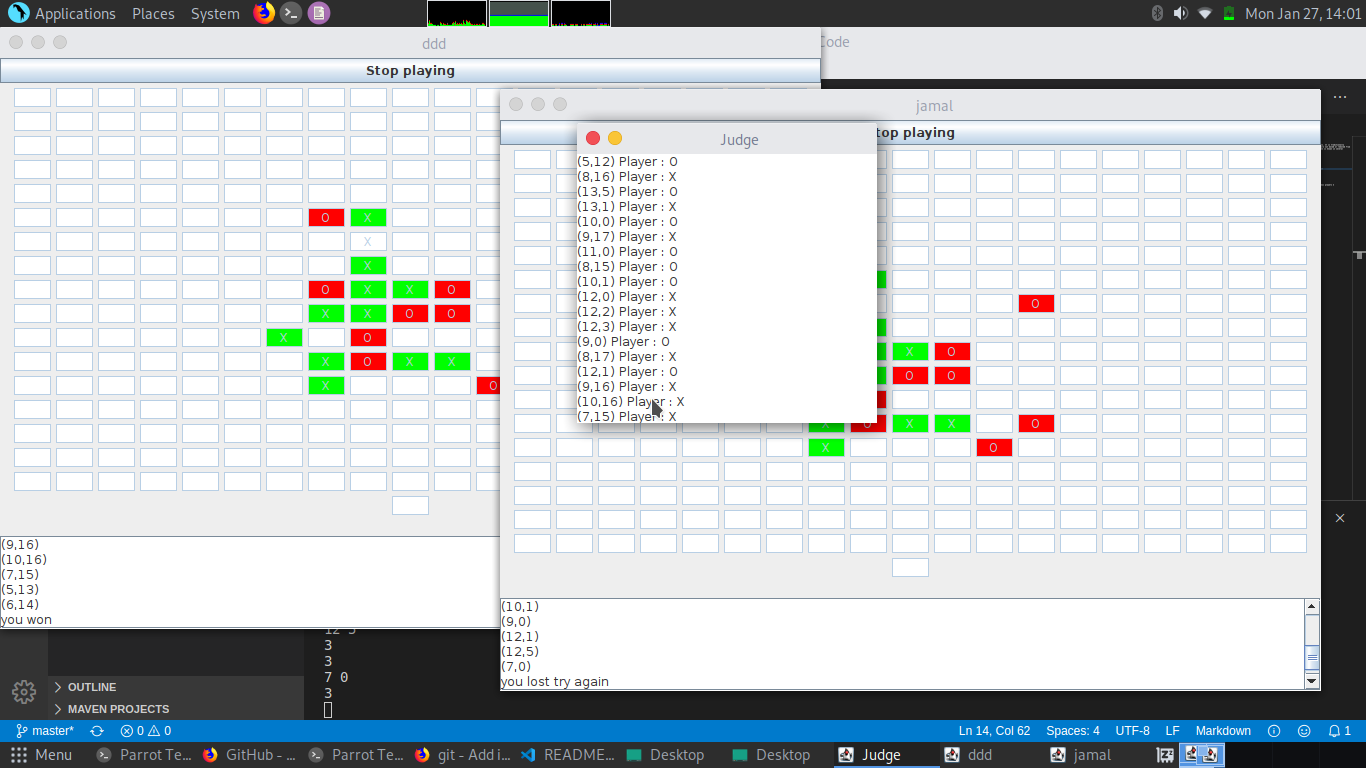 Applications Places System Mon Jan 27, 14:01
ddd
Code
Stop playing
jamal
top playing
Judge
O X
X
X
O X X O
X X O O
X O
X O X X
X O
(9,16)
(10,16)
(7,15)
(5,13)
(6,14)
you won
(5,12) Player : O
(8,16) Player : X
(13,5) Player : O
(13,1) Player : X
(10,0) Player : O
(9,17) Player : X
(11,0) Player : O
(8,15) Player : O
(10,1) Player : O
(12,0) Player : X
(12,2) Player : X
(12,3) Player : X
(9,0) Player : O
(8,17) Player : X
(12,1) Player : O
(9,16) Player : X
(10,16) Player : X
(7,15) Player : X
O
X O
O O
X O X X O
X O
(10,1)
(9,0)
(12,1)
(12,5)
(7,0)
you lost try again
3
3
7 0
3
OUTLINE
MAVEN PROJECTS
master* 0 0 Ln 14, Col 62 Spaces: 4 UTF-8 LF Markdown 1
Menu Parrot Te... GitHub - ... Parrot Te... git - Add i... README... Desktop Desktop Judge ddd jamal